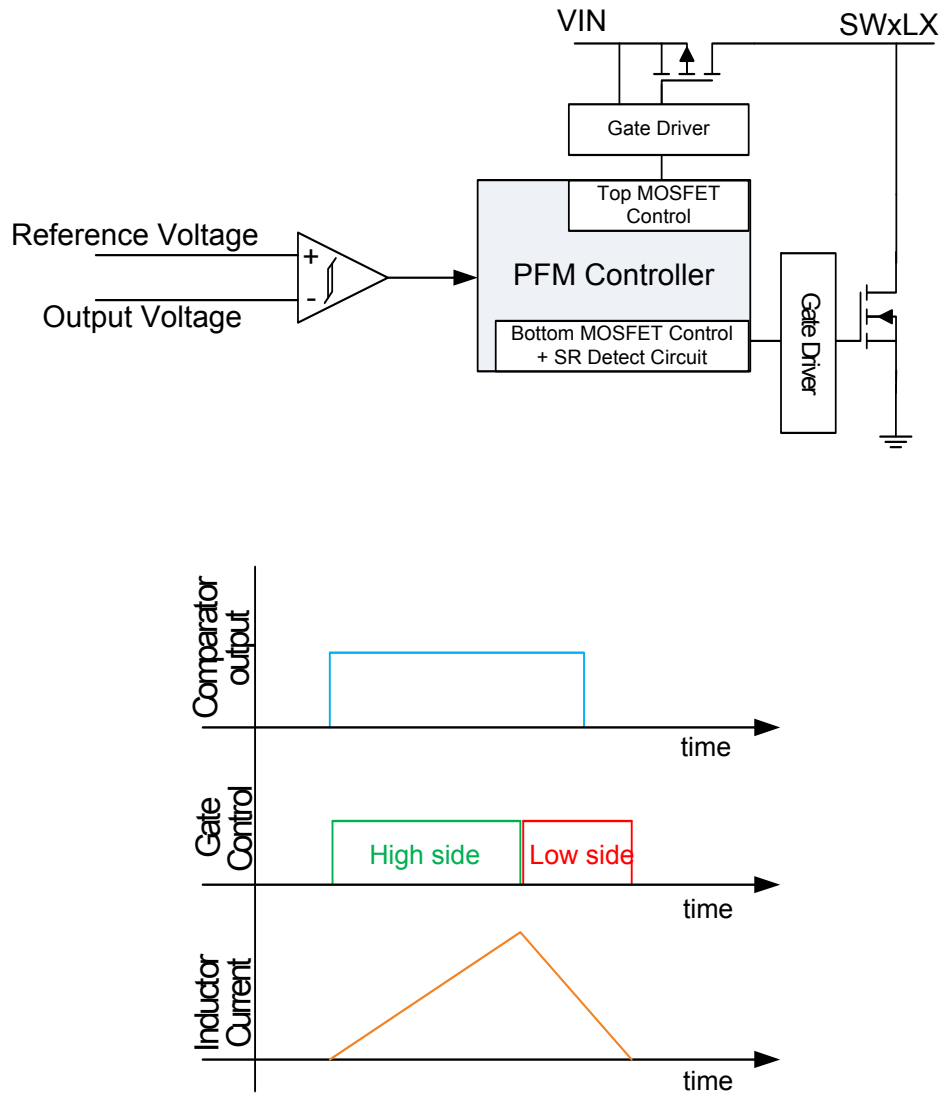 VIN
SWxLX
Gate Driver
Top MOSFET
Control
Reference Voltage
+
PFM Controller
-
Output Voltage
Bottom MOSFET Control
+ SR Detect Circuit
Gate Driver
Comparator
output
time
Gate
Control
High side
Low side
time
Inductor
Current
time